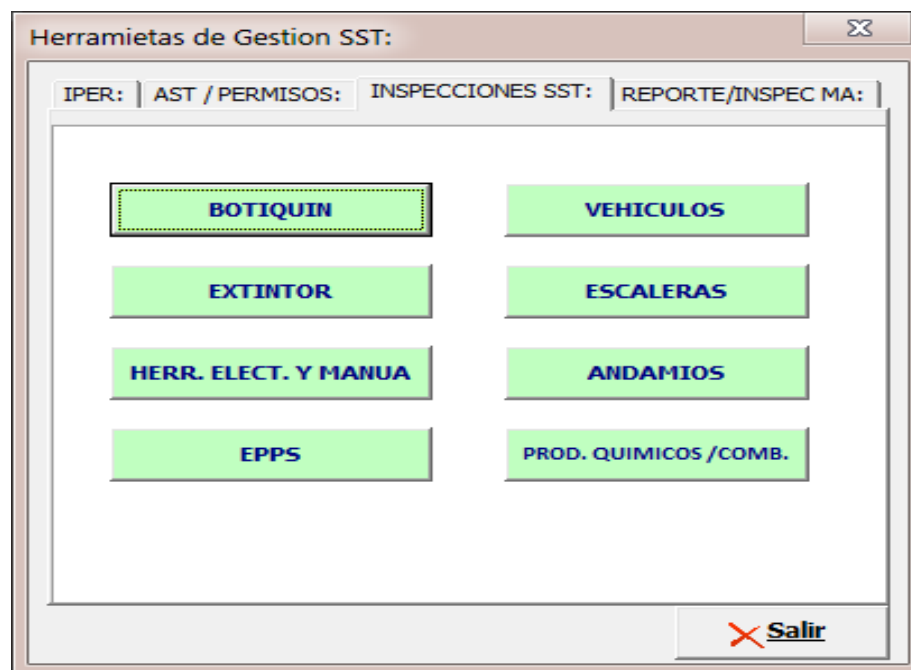 Herramietas de Gestion SST:
IPER: AST / PERMISOS: INSPECCIONES SST: REPORTE/INSPEC MA:
BOTIQUIN VEHICULOS
EXTINTOR ESCALERAS
HERR. ELECT. Y MANUA ANDAMIOS
EPPS PROD. QUIMICOS /COMB.
Salir